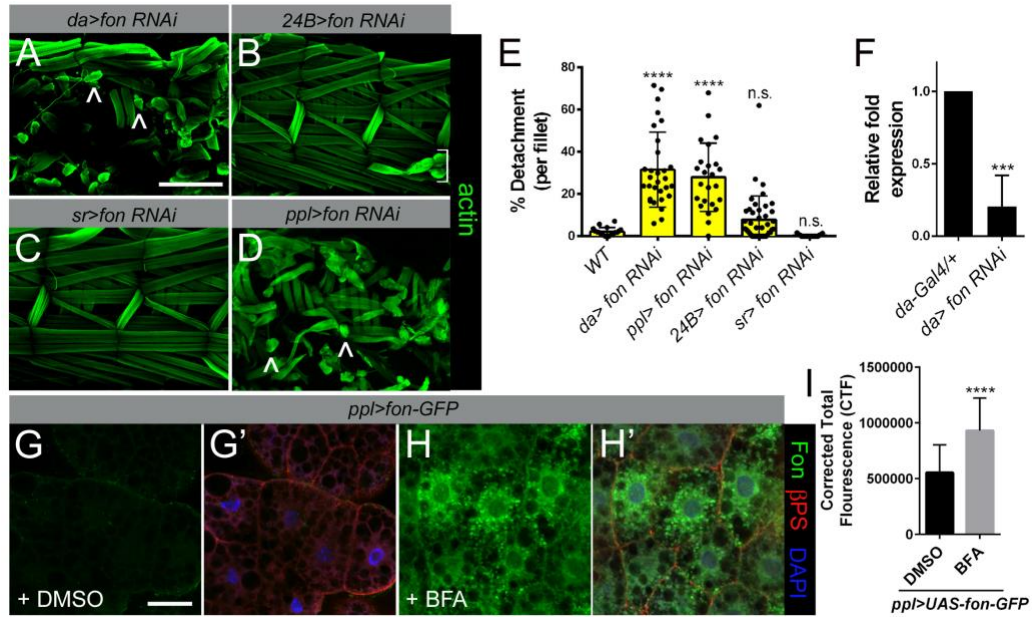 da>fon RNAi
24B>fon RNAi
A
^
^
B
actin
sr>fon RNAi
ppl>fon RNAi
C
D
^
^
E
% Detachment
(per fillet)
80
60
40
20
0
****
****
n.s.
n.s.
WT
da> fon RNAi
ppl> fon RNAi
24B> fon RNAi
sr> fon RNAi
F
Relative fold
expression
1.0
0.5
0.0
***
da-Gal4/+
da> fon RNAi
ppl>fon-GFP
G
+ DMSO
G'
H
+ BFA
H'
Fon βPS DAPI
I
Corrected Total
Flourescence (CTF)
1500000
1000000
500000
0
****
DMSO
BFA
ppl>UAS-fon-GFP